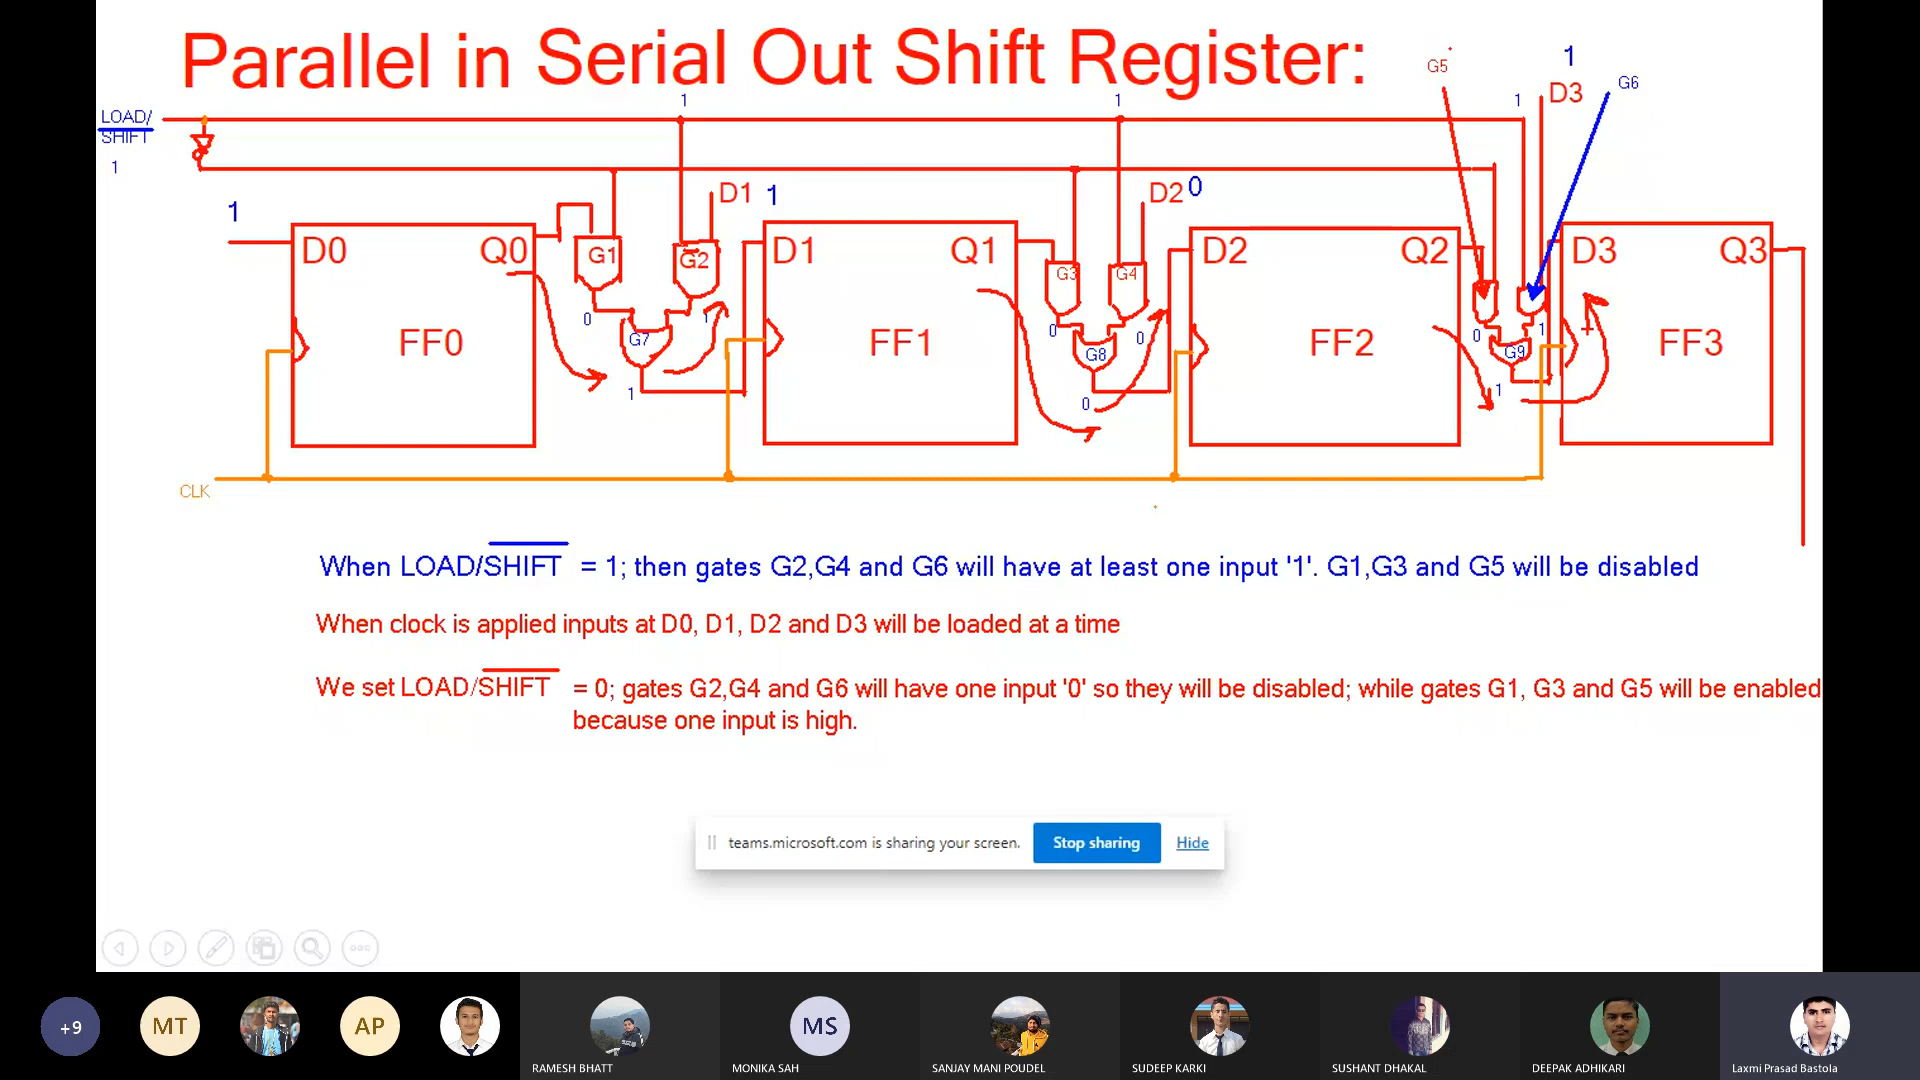 Parallel in Serial Out Shift Register:
G5
1
D3
G6
LOAD/
SHIFT
1
1
1
1
1
D1 1
D2 0
D0 Q0
G1
G2
D1 Q1
G3
G4
D2 Q2
D3 Q3
0
1
G7
0
0
G8
0
1
G9
FF0
FF1
FF2
FF3
1
0
1
CLK
When LOAD/SHIFT = 1; then gates G2,G4 and G6 will have at least one input '1'. G1,G3 and G5 will be disabled
When clock is applied inputs at D0, D1, D2 and D3 will be loaded at a time
We set LOAD/SHIFT = 0; gates G2,G4 and G6 will have one input '0' so they will be disabled; while gates G1, G3 and G5 will be enabled
because one input is high.
teams.microsoft.com is sharing your screen. Stop sharing Hide
+9
MT
AP
MS
RAMESH BHATT
MONIKA SAH
SANJAY MANI POUDEL
SUDEEP KARKI
SUSHANT DHAKAL
DEEPAK ADHIKARI
Laxmi Prasad Bastola